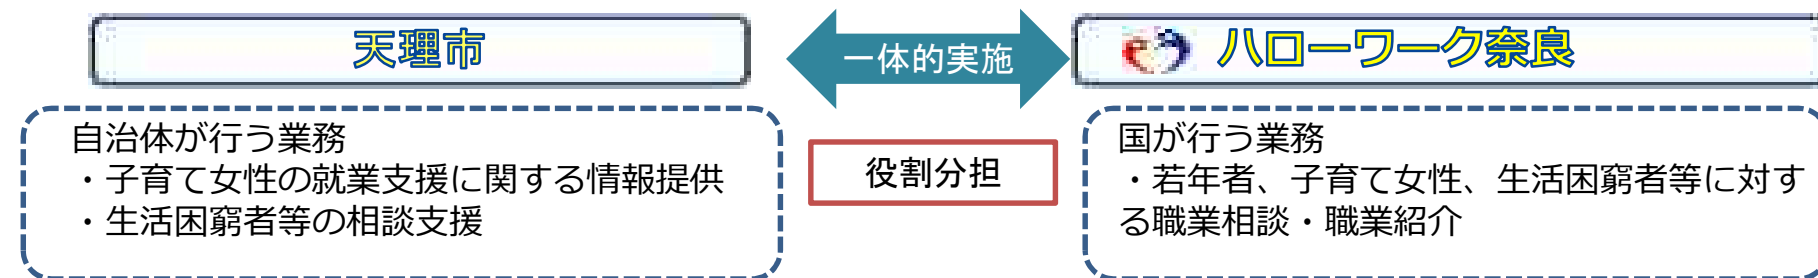 天理市
一体的実施
ハローワーク奈良
自治体が行う業務
・子育て女性の就業支援に関する情報提供
・生活困窮者等の相談支援
役割分担
国が行う業務
・若年者、子育て女性、生活困窮者等に対す
る職業相談・職業紹介